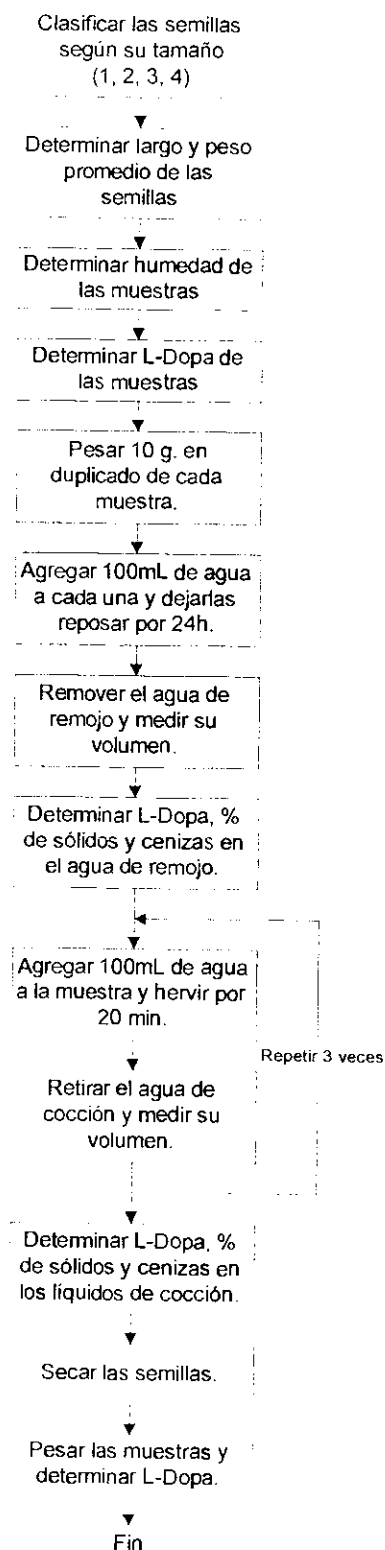 Clasificar las semillas
según su tamaño
(1, 2, 3, 4)
Determinar largo y peso
promedio de las
semillas
Determinar humedad de
las muestras
Determinar L-Dopa de
las muestras
Pesar 10 g. en
duplicado de cada
muestra.
Agregar 100mL de agua
a cada una y dejarlas
reposar por 24h.
Remover el agua de
remojo y medir su
volumen.
Determinar L-Dopa, %
de sólidos y cenizas en
el agua de remojo.
Agregar 100mL de agua
a la muestra y hervir por
20 min.
Repetir 3 veces
Retirar el agua de
cocción y medir su
volumen.
Determinar L-Dopa, %
de sólidos y cenizas en
los líquidos de cocción.
Secar las semillas.
Pesar las muestras y
determinar L-Dopa.
Fin